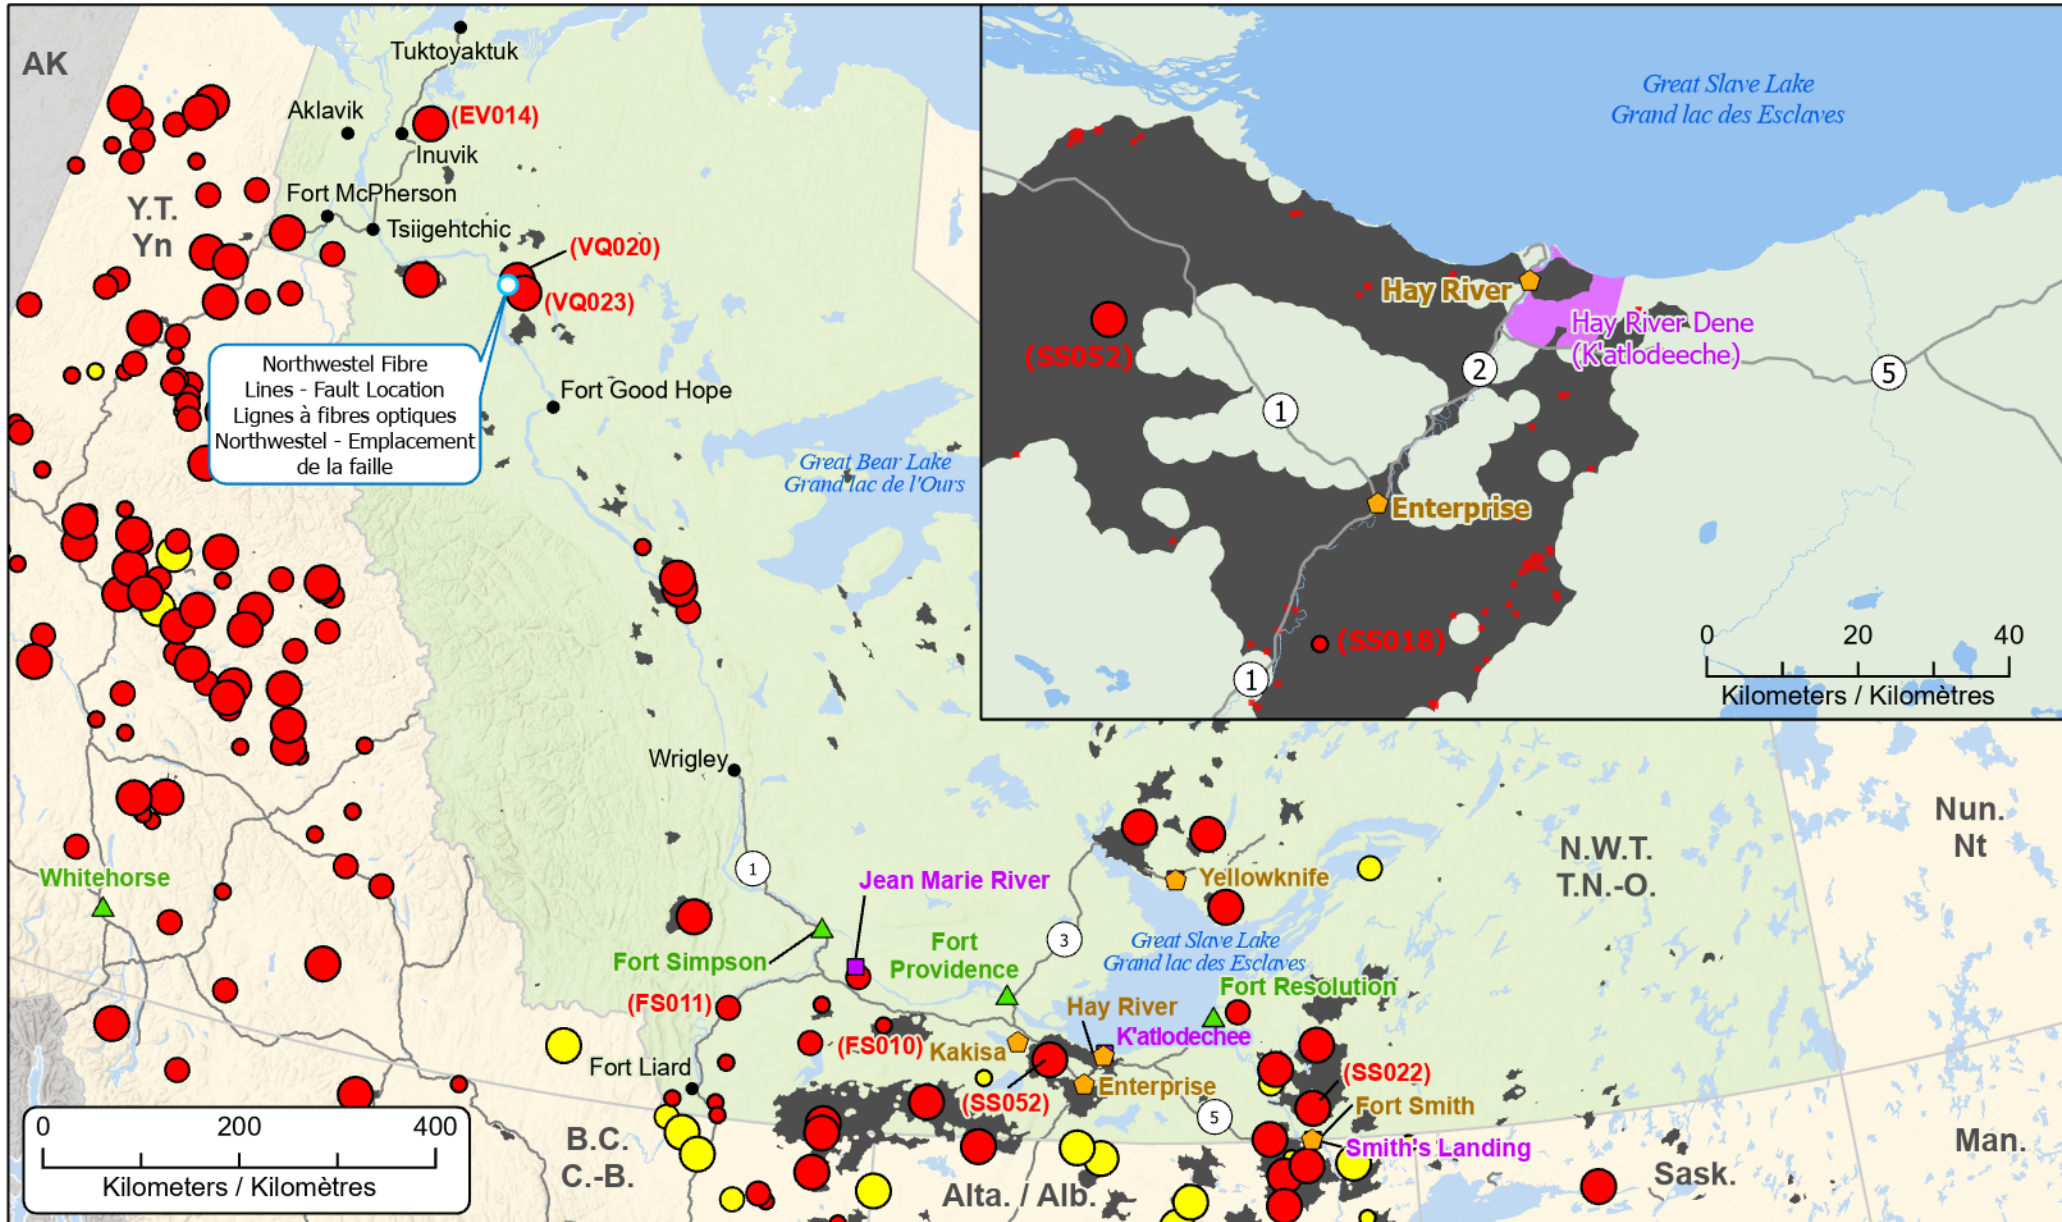 AK
Tuktoyaktuk
Aklavik
(EV014)
Inuvik
Fort McPherson
Y.T.
Yn
Tsiigehtchic
(VQ020)
(VQ023)
Northwestel Fibre
Lines - Fault Location
Lignes à fibres optiques
Northwestel - Emplacement
de la faille
Fort Good Hope
Great Bear Lake
Grand lac de l'Ours
Great Slave Lake
Grand lac des Esclaves
Hay River
Hay River Dene
(K'atlodeeche)
(SS052)
2
5
1
Enterprise
(SS018)
1
0 20 40
Kilometers / Kilomètres
Wrigley
Nun.
Nt
N.W.T.
T.N.-O.
1
Whitehorse
Jean Marie River
Yellowknife
3
Fort
Providence
Great Slave Lake
Grand lac des Esclaves
Fort Simpson
Fort Resolution
(FS011)
Hay River
K'atlodechee
(FS010)
Kakisa
Fort Liard
Enterprise
(SS052)
(SS022)
Fort Smith
5
Smith's Landing
0 200 400
Kilometers / Kilomètres
B.C.
C.-B.
Alta. / Alb.
Sask.
Man.